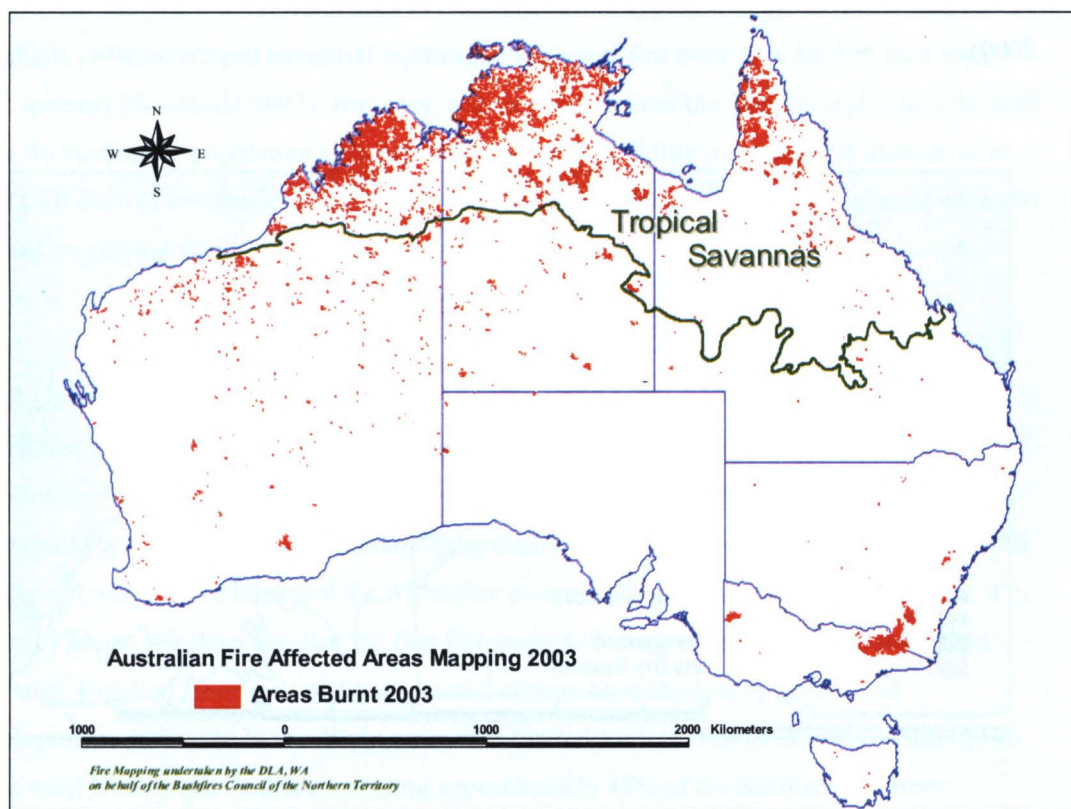 N
E
S
Tropical
Savannas
Australian Fire Affected Areas Mapping 2003
Areas Burnt 2003
1000 0 1000 2000 Kilometers
Fire Mapping undertaken by the DLA, WA
on behalf of the Bushfires Council of the Northern Territory